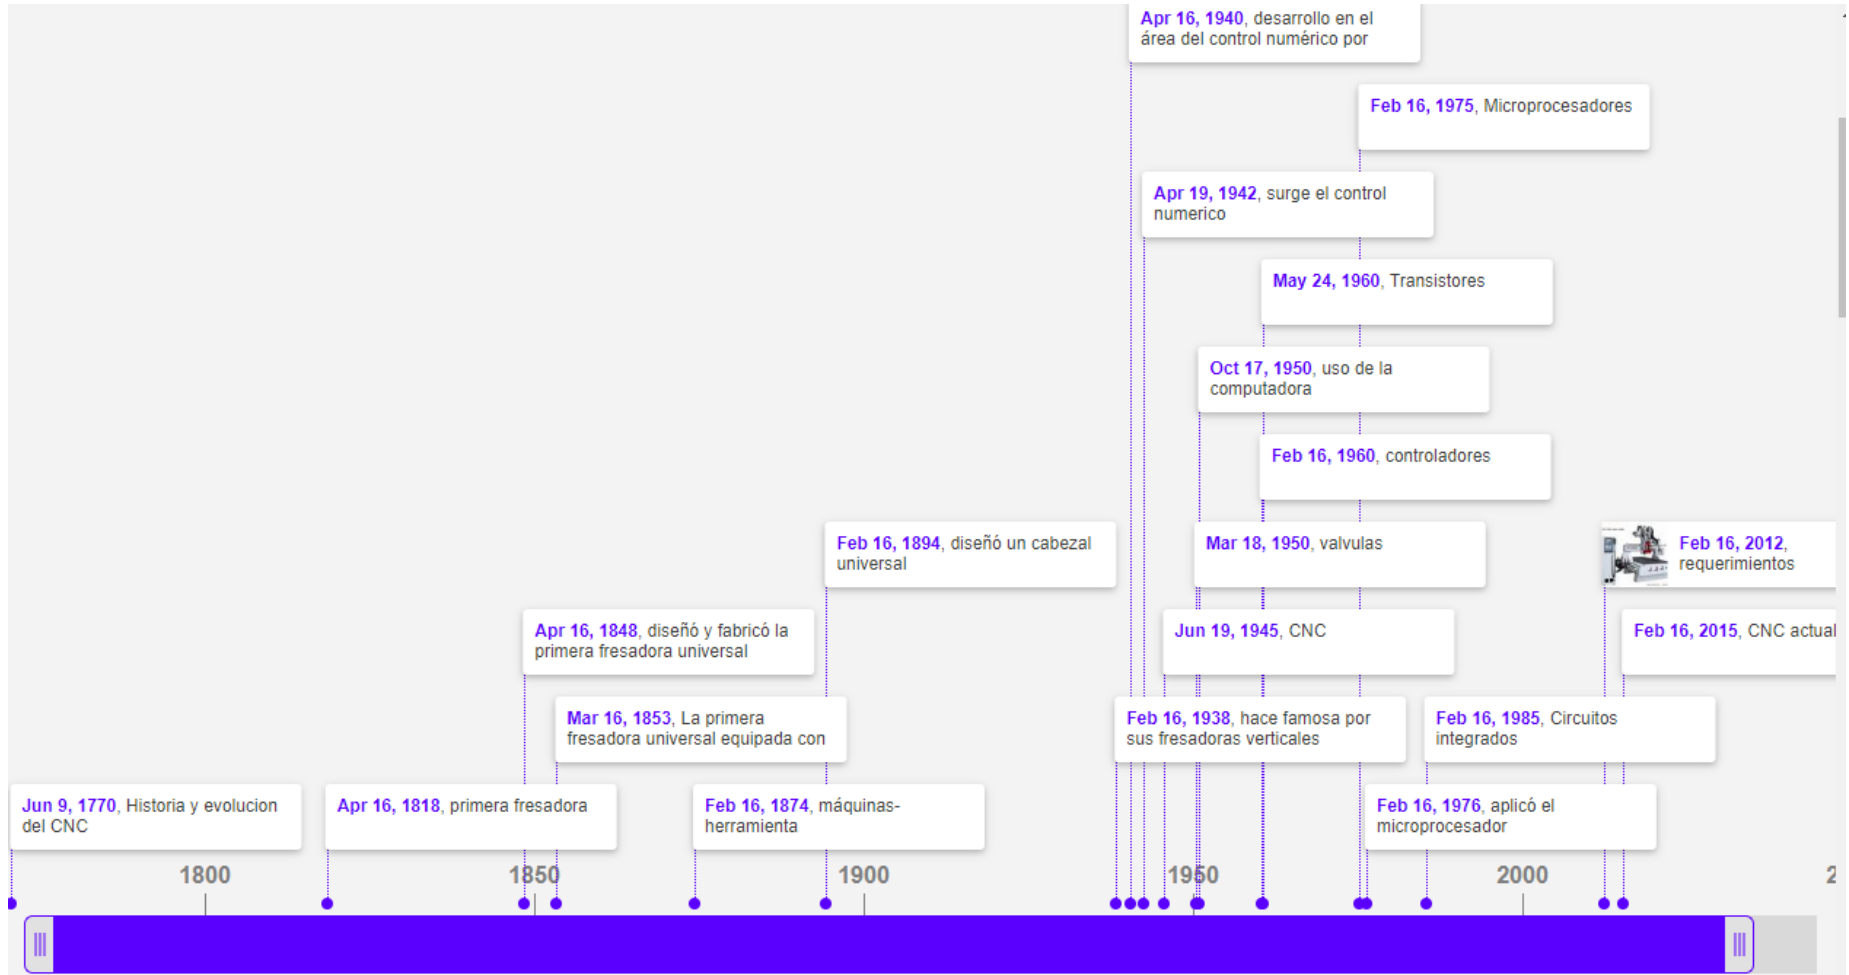 Apr 16, 1940, desarrollo en el
área del control numérico por
Feb 16, 1975, Microprocesadores
Apr 19, 1942, surge el control
numerico
May 24, 1960, Transistores
Oct 17, 1950, uso de la
computadora
Feb 16, 1960, controladores
Feb 16, 1894, diseñó un cabezal
universal
Mar 18, 1950, valvulas
Feb 16, 2012,
requerimientos
Apr 16, 1848, diseñó y fabricó la
primera fresadora universal
Jun 19, 1945, CNC
Feb 16, 2015, CNC actual
Mar 16, 1853, La primera
fresadora universal equipada con
Feb 16, 1938, hace famosa por
sus fresadoras verticales
Feb 16, 1985, Circuitos
integrados
Jun 9, 1770, Historia y evolucion
del CNC
Apr 16, 1818, primera fresadora
Feb 16, 1874, máquinas-
herramienta
Feb 16, 1976, aplicó el
microprocesador
1800 1850 1900 1950 2000